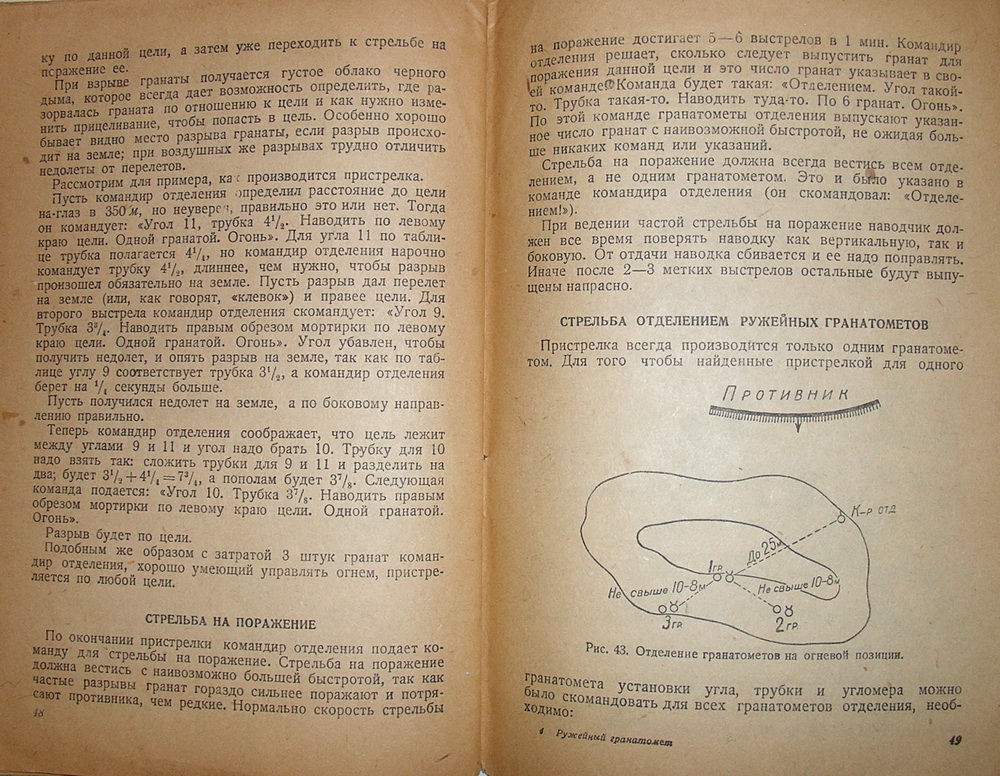 ку по данной цели, а затем уже переходить к стрельбе на
поражение ее.
При взрыве гранаты получается густое облако черного
дыма, которое всегда дает возможность определить, где ра-
зорвалась граната по отношению к цели и как нужно изме-
нить прицеливание, чтобы попасть в цель. Особенно хорошо
бывает видно место разрыва гранаты, если разрыв происхо-
дит на земле; при воздушных же разрывах трудно отличить
недолеты от перелетов.
Рассмотрим для примера, как производится пристрелка.
Пусть командир отделения определил расстояние до цели
на-глаз в 350 м, но неуверен, правильно это или нет. Тогда
он командует: «Угол 11, трубка 4¹/₂. Наводить по левому
краю цели. Одной гранатой. Огонь». Для угла 11 по табли-
це трубка полагается 4¹/₄, но командир отделения нарочно
командует трубку 4¹/₂, длиннее, чем нужно, чтобы разрыв
произошел обязательно на земле. Пусть разрыв дал перелет
на земле (или, как говорят, «клевок») и правее цели. Для
второго выстрела командир отделения скомандует: «Угол 9.
Трубка 3³/₄. Наводить правым обрезом мортирки по левому
краю цели. Одной гранатой. Огонь». Угол убавлен, чтобы
получить недолет, и опять разрыв на земле, так как по таб-
лице углу 9 соответствует трубка 3¹/₂, а командир отделения
берет на ¹/₄ секунды больше.
Пусть получился недолет на земле, а по боковому направ-
лению правильно.
Теперь командир отделения соображает, что цель лежит
между углами 9 и 11 и угол надо брать 10. Трубку для 10
надо взять так: сложить трубки для 9 и 11 и разделить на
два; будет 3¹/₂+4¹/₄=7³/₄, а пополам будет 3⁷/₈. Следующая
команда подается: «Угол 10. Трубка 3⁷/₈. Наводить правым
обрезом мортирки по левому краю цели. Одной гранатой.
Огонь».
Разрыв будет по цели.
Подобным же образом с затратой 3 штук гранат коман-
дир отделения, хорошо умеющий управлять огнем, пристре-
ляется по любой цели.
СТРЕЛЬБА НА ПОРАЖЕНИЕ
По окончании пристрелки командир отделения подает ко-
манду для стрельбы на поражение. Стрельба на поражение
должна вестись с наивозможно большей быстротой, так как
частые разрывы гранат гораздо сильнее поражают и потря-
сают противника, чем редкие. Нормально скорость стрельбы
48
на поражение достигает 5—6 выстрелов в 1 мин. Командир
отделения решает, сколько следует выпустить гранат для
поражения данной цели и это число гранат указывает в сво-
ей команде. Команда будет такая: «Отделением. Угол такой-
то. Трубка такая-то. Наводить туда-то. По 6 гранат. Огонь».
По этой команде гранатометы отделения выпускают указан-
ное число гранат с наивозможной быстротой, не ожидая боль-
ше никаких команд или указаний.
Стрельба на поражение должна всегда вестись всем отде-
лением, а не одним гранатометом. Это и было указано в
команде командира отделения (он скомандовал: «Отделе-
нием!»).
При ведении частой стрельбы на поражение наводчик дол-
жен все время поверять наводку как вертикальную, так и
боковую. От отдачи наводка сбивается и ее надо поправлять.
Иначе после 2—3 метких выстрелов остальные будут выпу-
щены напрасно.
СТРЕЛЬБА ОТДЕЛЕНИЕМ РУЖЕЙНЫХ ГРАНАТОМЕТОВ
Пристрелка всегда производится только одним гранатоме-
том. Для того чтобы найденные пристрелкой для одного
ПРОТИВНИК
К-р отд
До 25м
1гр.
Не свыше 10-8м
Не свыше 10-8м
3гр.
2гр.
Рис. 43. Отделение гранатометов на огневой позиции.
гранатомета установки угла, трубки и угломера можно
было скомандовать для всех гранатометов отделения, необ-
ходимо:
4 Ружейный гранатомет
49